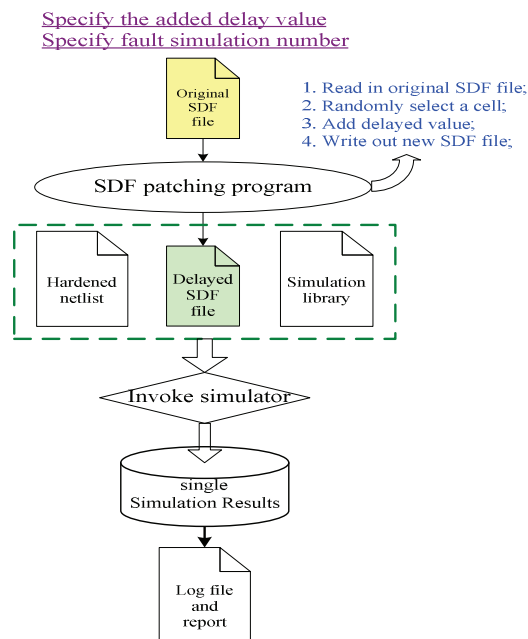 Specify the added delay value
Specify fault simulation number
Original
SDF
file
1. Read in original SDF file;
2. Randomly select a cell;
3. Add delayed value;
4. Write out new SDF file;
SDF patching program
Hardened
netlist
Delayed
SDF
file
Simulation
library
Invoke simulator
single
Simulation Results
Log file
and
report